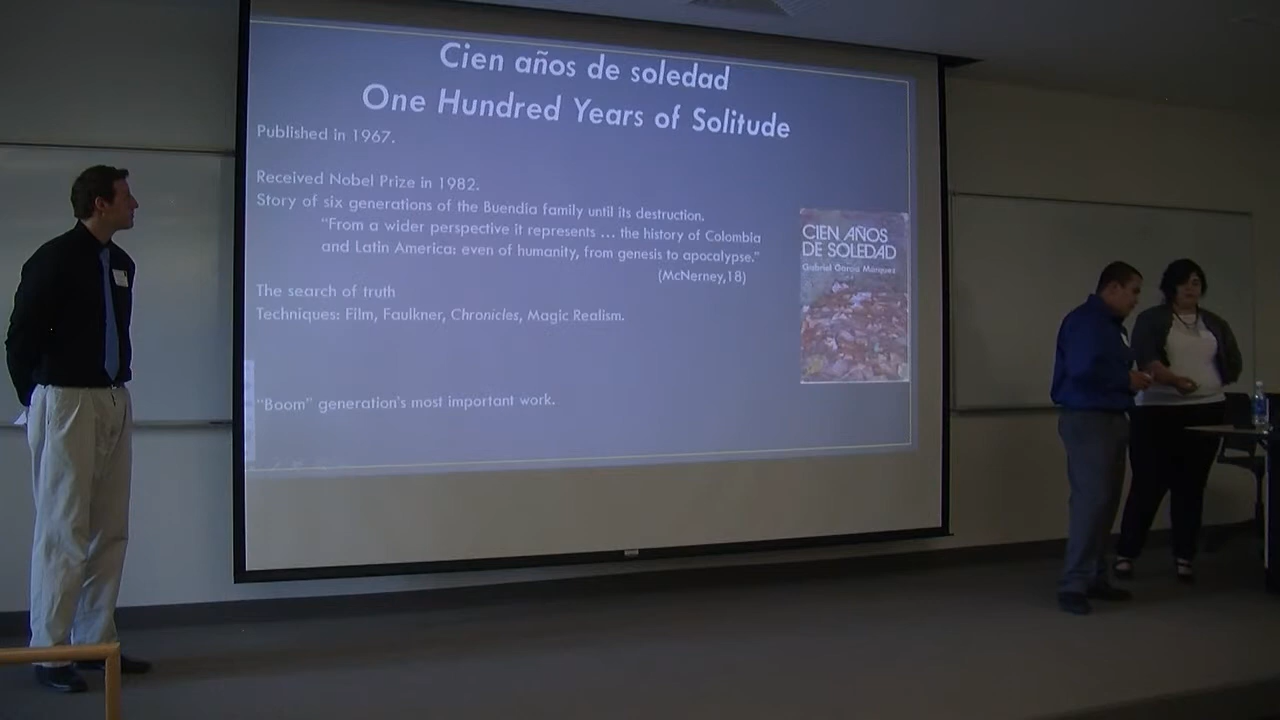 Cien años de soledad
One Hundred Years of Solitude
Published in 1967.
Received Nobel Prize in 1982.
Story of six generations of the Buendia family until its destruction.
"From a wider perspective it represents ... the history of Colombia
and Latin America: even of humanity, from genesis to apocalypse."
(McNerney,18)
The search of truth
Techniques: Film, Faulkner, Chronicles, Magic Realism.
"Boom" generation's most important work.
CIEN AÑOS
DE SOLEDAD
Gabriel García Márquez